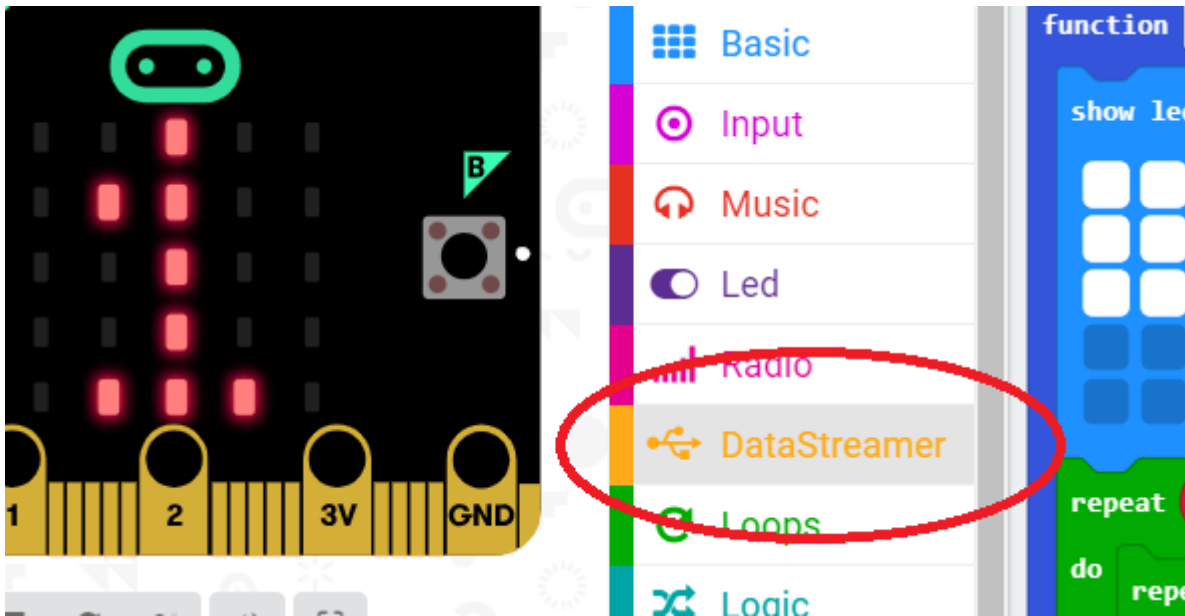 B
1
2
3V
GND
Basic
Input
Music
Led
Radio
DataStreamer
Loops
Logic
function
show le
repeat
do
repe